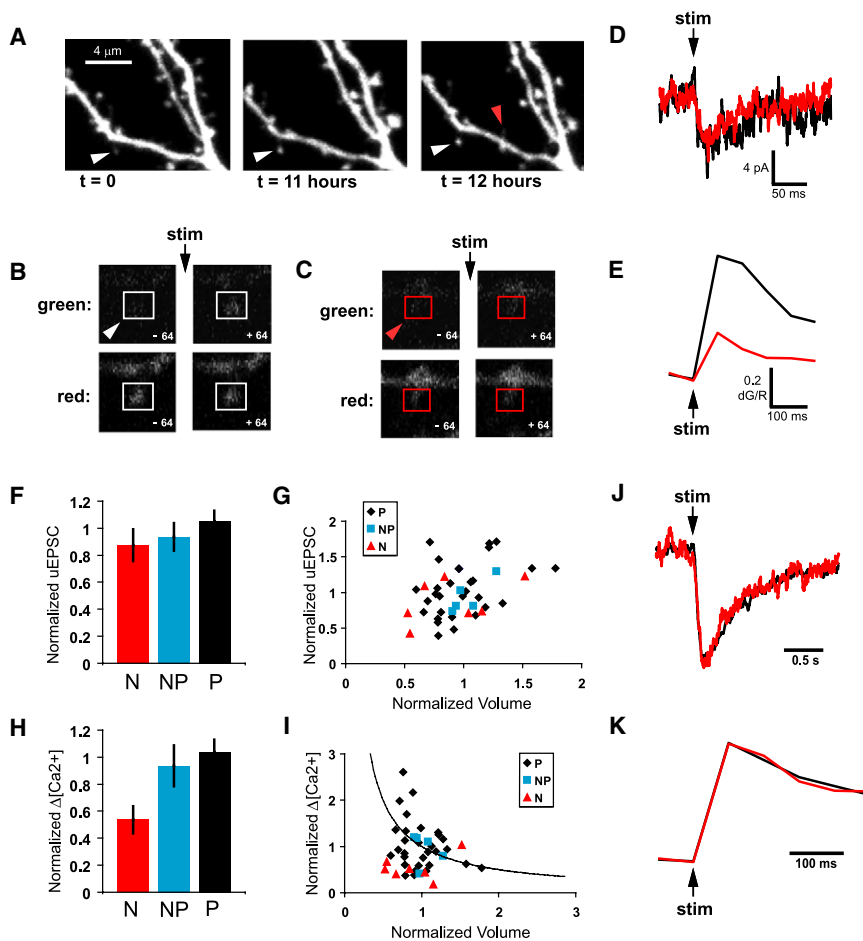 A
4 μm
t = 0
t = 11 hours
t = 12 hours
D
stim
4 pA
50 ms
B
stim
green:
- 64
+ 64
red:
- 64
+ 64
C
stim
green:
- 64
+ 64
red:
- 64
+ 64
E
0.2
dG/R
100 ms
stim
F
Normalized uEPSC
1.2
1
0.8
0.6
0.4
0.2
0
N NP P
G
Normalized uEPSC
2
1.5
1
0.5
0
P
NP
N
0 0.5 1 1.5 2
Normalized Volume
J
stim
0.5 s
H
Normalized Δ[Ca2+]
1.2
1
0.8
0.6
0.4
0.2
0
N NP P
I
Normalized Δ[Ca2+]
3
2
1
0
P
NP
N
0 1 2 3
Normalized Volume
K
100 ms
stim